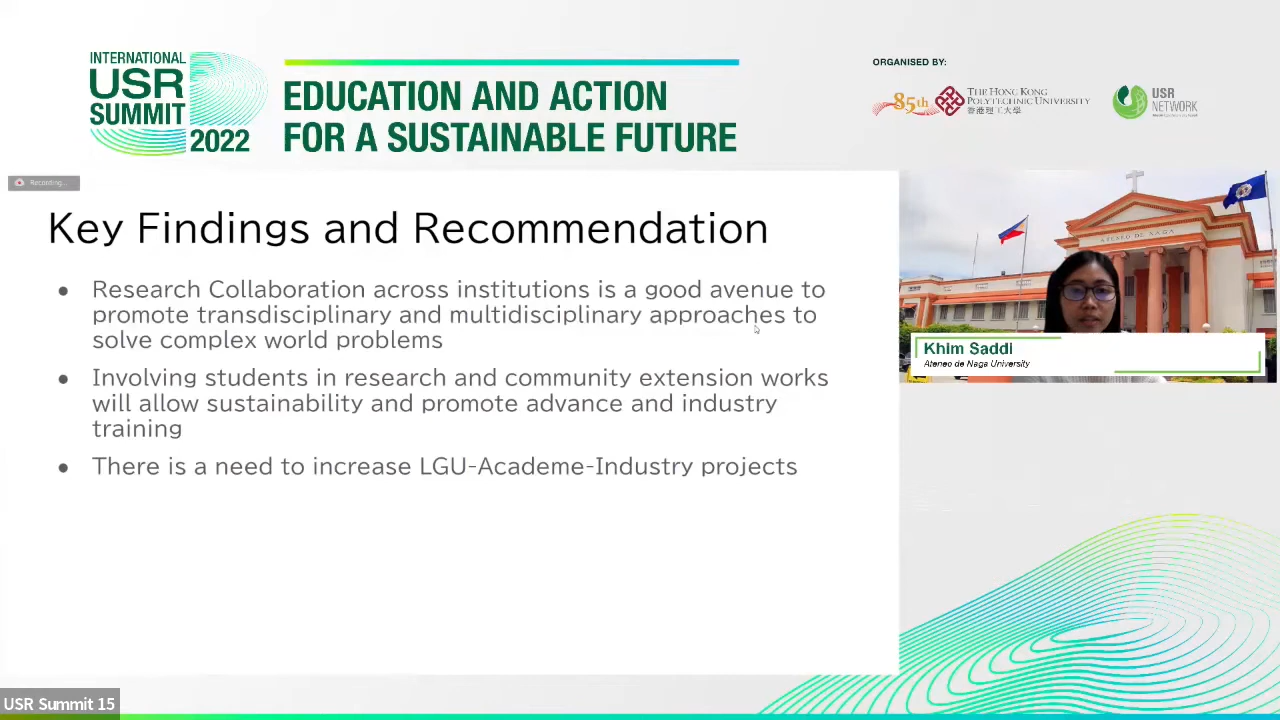 INTERNATIONAL
USR
SUMMIT
2022
EDUCATION AND ACTION
FOR A SUSTAINABLE FUTURE
ORGANISED BY:
85th
THE HONG KONG
POLYTECHNIC UNIVERSITY
香港理工大學
USR
NETWORK
Recording...
Key Findings and Recommendation
● Research Collaboration across institutions is a good avenue to
promote transdisciplinary and multidisciplinary approaches to
solve complex world problems
● Involving students in research and community extension works
will allow sustainability and promote advance and industry
training
● There is a need to increase LGU-Academe-Industry projects
ATENEO DE NAGA
Khim Saddi
Ateneo de Naga University
USR Summit 15